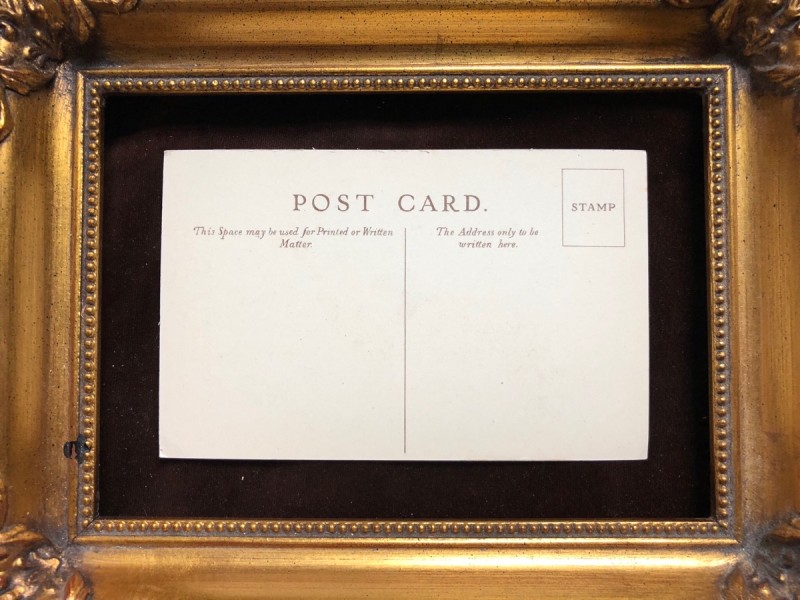 POST CARD.
STAMP
This Space may be used for Printed or Written
Matter.
The Address only to be
written here.